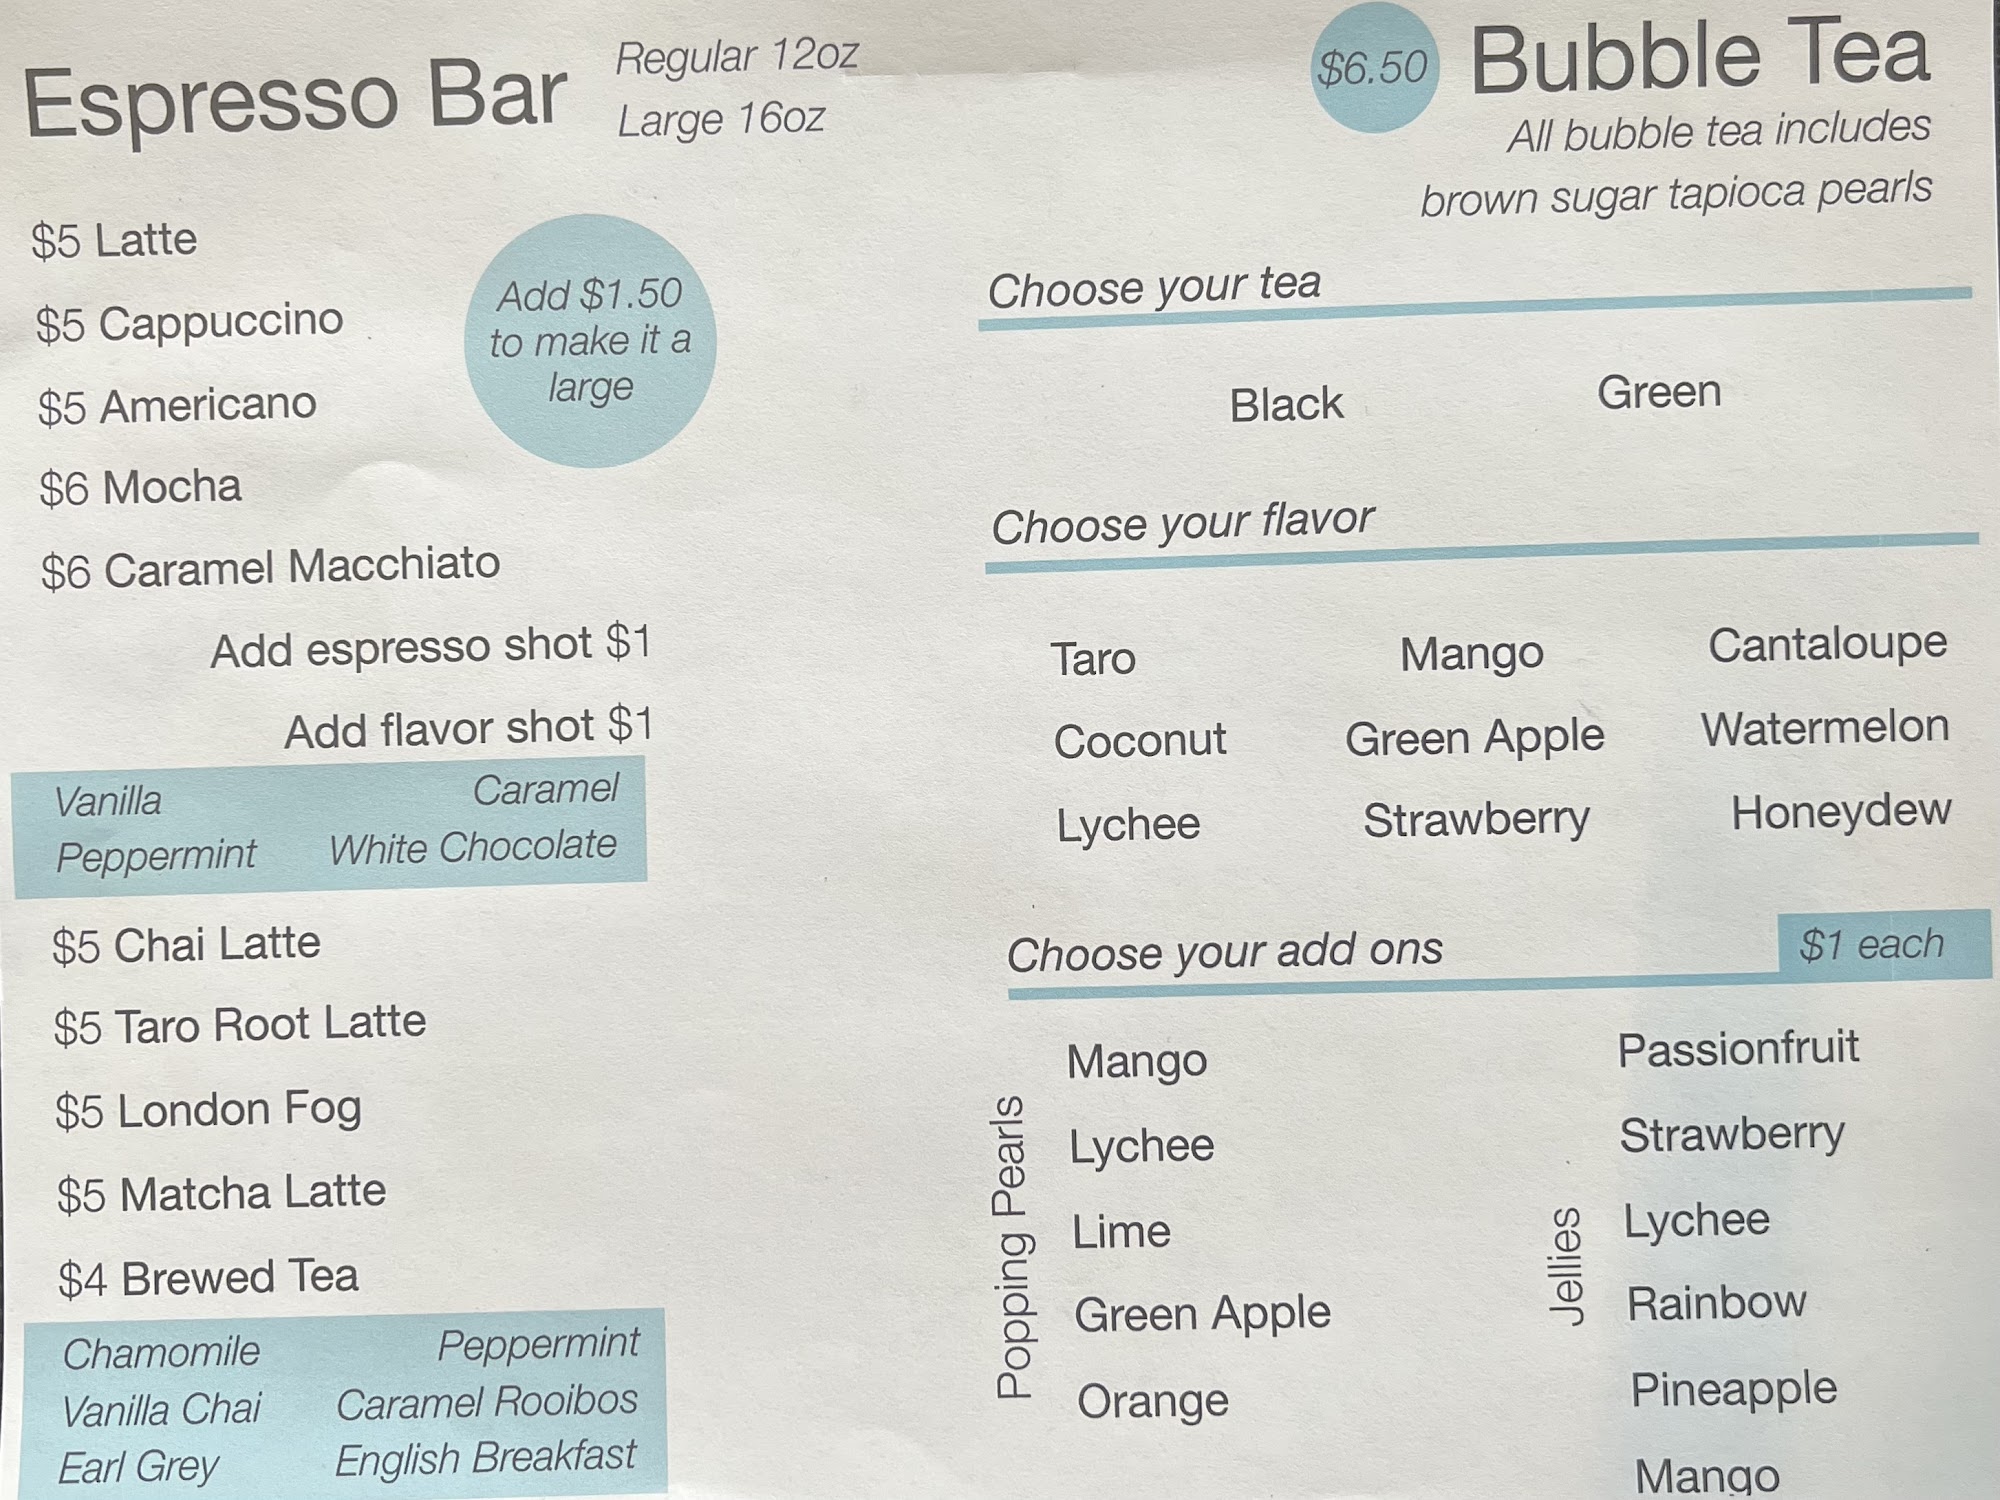 Espresso Bar
Regular 12oz
Large 16oz
$5 Latte
$5 Cappuccino
$5 Americano
$6 Mocha
$6 Caramel Macchiato
Add $1.50
to make it a
large
Add espresso shot $1
Add flavor shot $1
Vanilla Caramel
Peppermint White Chocolate
$5 Chai Latte
$5 Taro Root Latte
$5 London Fog
$5 Matcha Latte
$4 Brewed Tea
Chamomile Peppermint
Vanilla Chai Caramel Rooibos
Earl Grey English Breakfast
$6.50 Bubble Tea
All bubble tea includes
brown sugar tapioca pearls
Choose your tea
Black Green
Choose your flavor
Taro Mango Cantaloupe
Coconut Green Apple Watermelon
Lychee Strawberry Honeydew
Choose your add ons $1 each
Popping Pearls
Mango
Lychee
Lime
Green Apple
Orange
Jellies
Passionfruit
Strawberry
Lychee
Rainbow
Pineapple
Mango